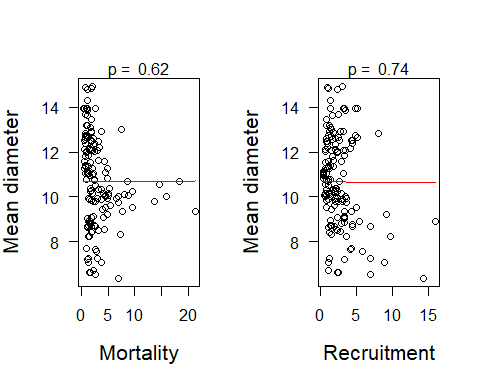 p = 0.62
Mean diameter
14
12
10
8
0 5 10 20
Mortality
p = 0.74
Mean diameter
14
12
10
8
0 5 10 15
Recruitment